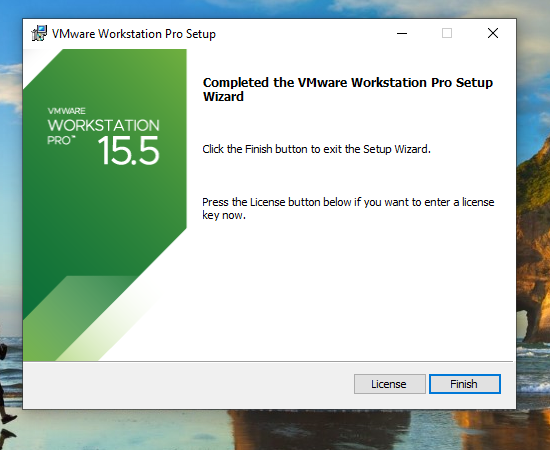 VMware Workstation Pro Setup
Completed the VMware Workstation Pro Setup
Wizard
VMWARE
WORKSTATION
PRO™ 15.5
Click the Finish button to exit the Setup Wizard.
Press the License button below if you want to enter a license
key now.
License Finish